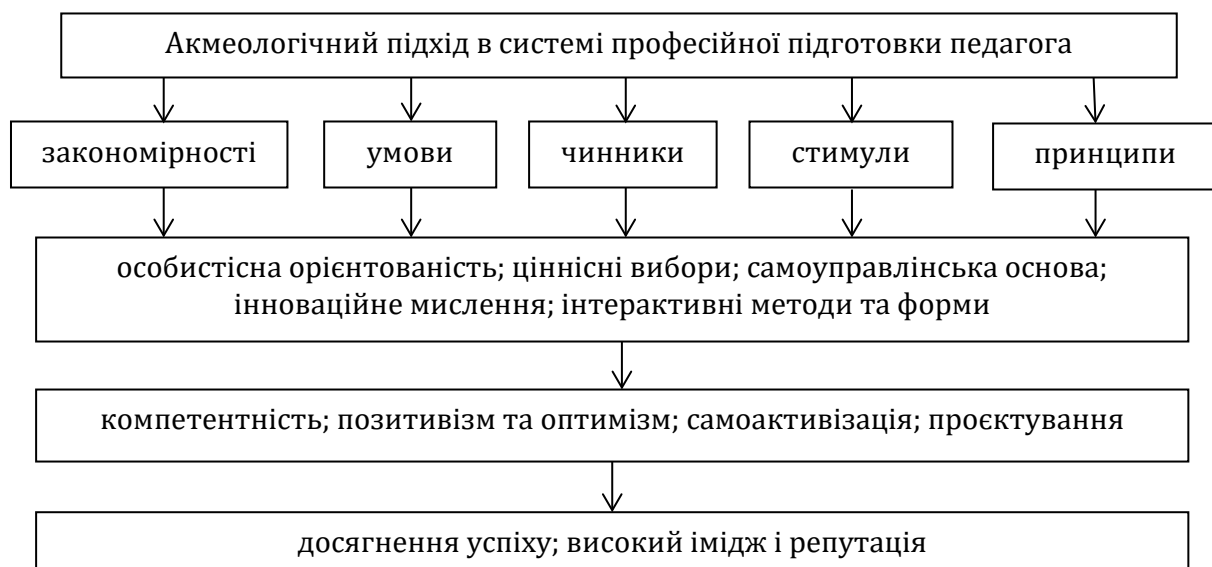 Акмеологічний підхід в системі професійної підготовки педагога
закономірності
умови
чинники
стимули
принципи
особистісна орієнтованість; ціннісні вибори; самоуправлінська основа;
інноваційне мислення; інтерактивні методи та форми
компетентність; позитивізм та оптимізм; самоактивізація; проєктування
досягнення успіху; високий імідж і репутація